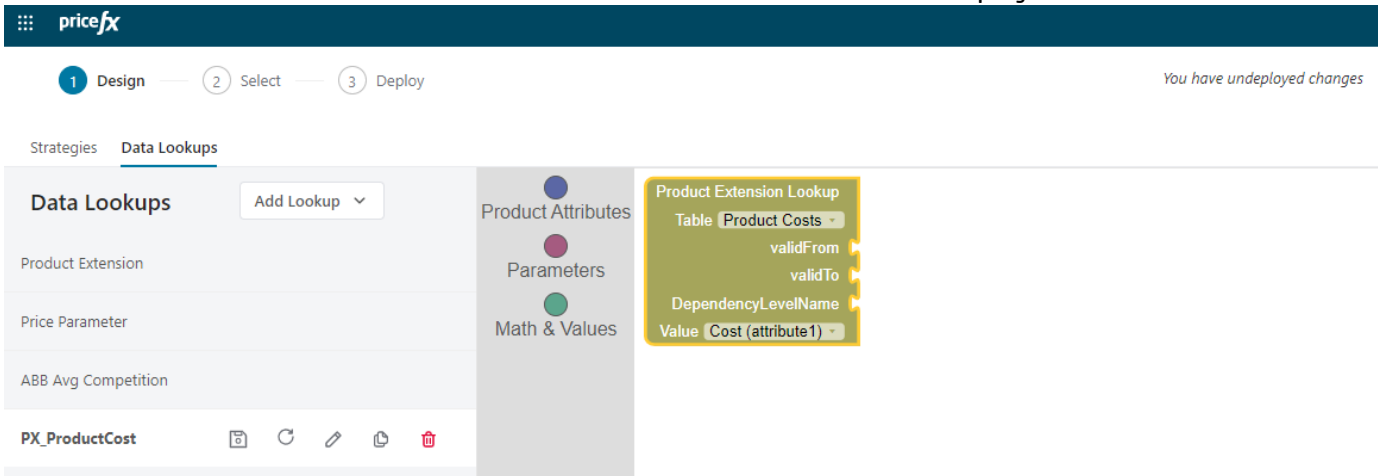 pricefx
1 Design 2 Select 3 Deploy You have undeployed changes
Strategies Data Lookups
Data Lookups Add Lookup
Product Extension
Price Parameter
ABB Avg Competition
PX_ProductCost
Product Attributes
Parameters
Math & Values
Product Extension Lookup
Table Product Costs
validFrom
validTo
DependencyLevelName
Value Cost (attribute1)